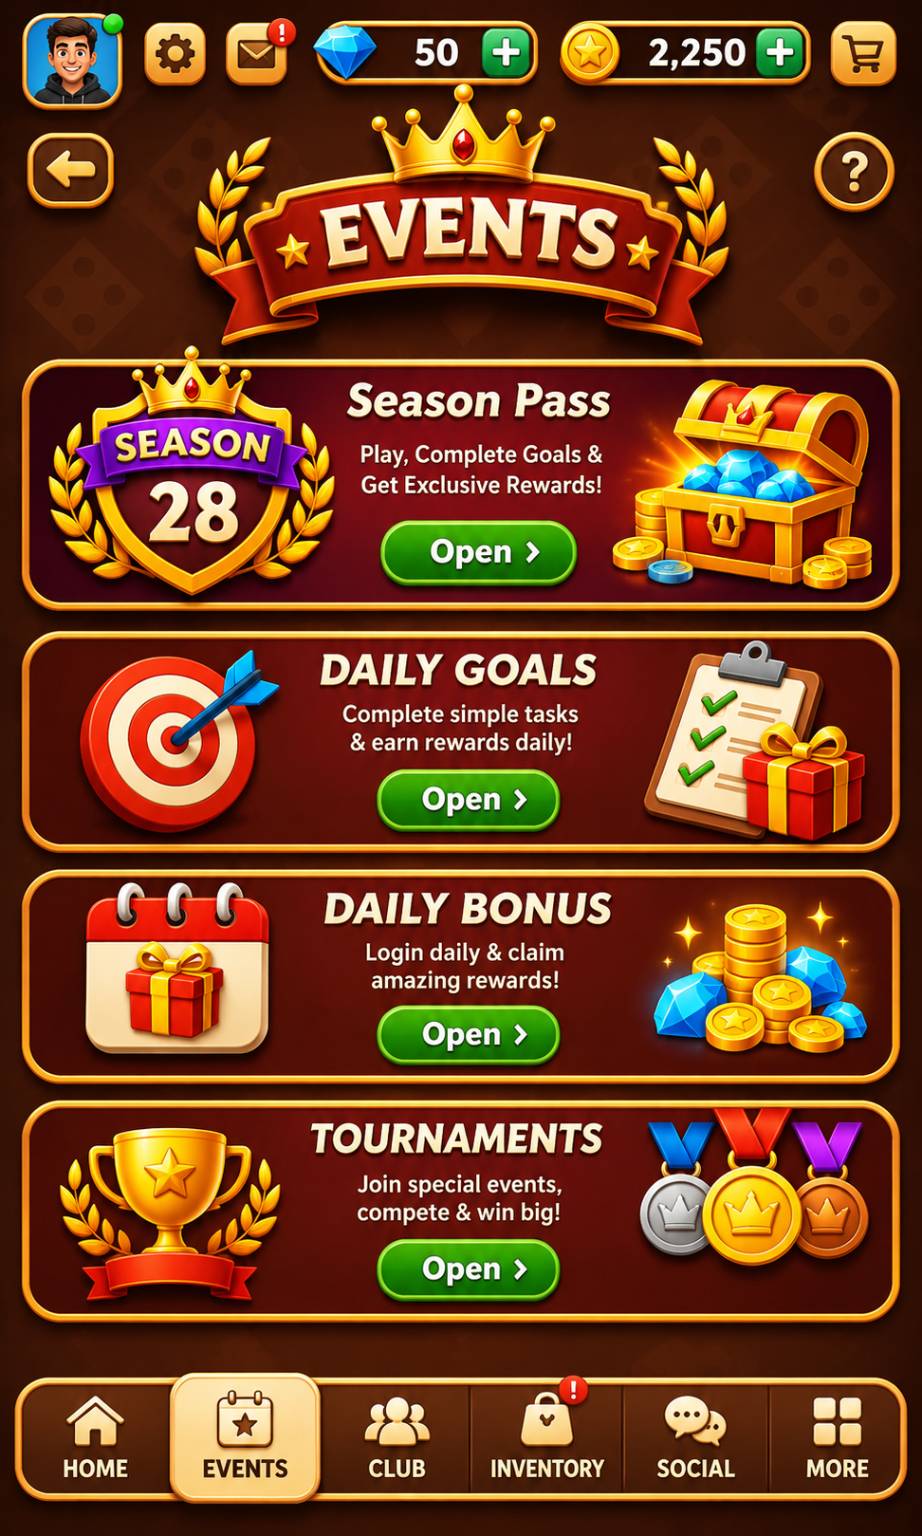 50 +
2,250 +
!
?
EVENTS
SEASON
28
Season Pass
Play, Complete Goals &
Get Exclusive Rewards!
Open >
DAILY GOALS
Complete simple tasks
& earn rewards daily!
Open >
DAILY BONUS
Login daily & claim
amazing rewards!
Open >
TOURNAMENTS
Join special events,
compete & win big!
Open >
!
HOME
EVENTS
CLUB
INVENTORY
SOCIAL
MORE